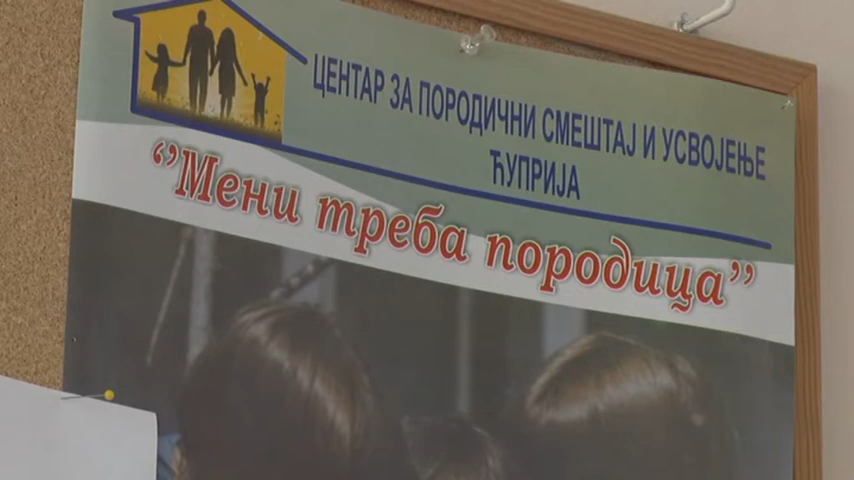 ЦЕНТАР ЗА ПОРОДИЧНИ СМЕШТАЈ И УСВОЈЕЊЕ
ЋУПРИЈА
‘’Мени треба породица’’